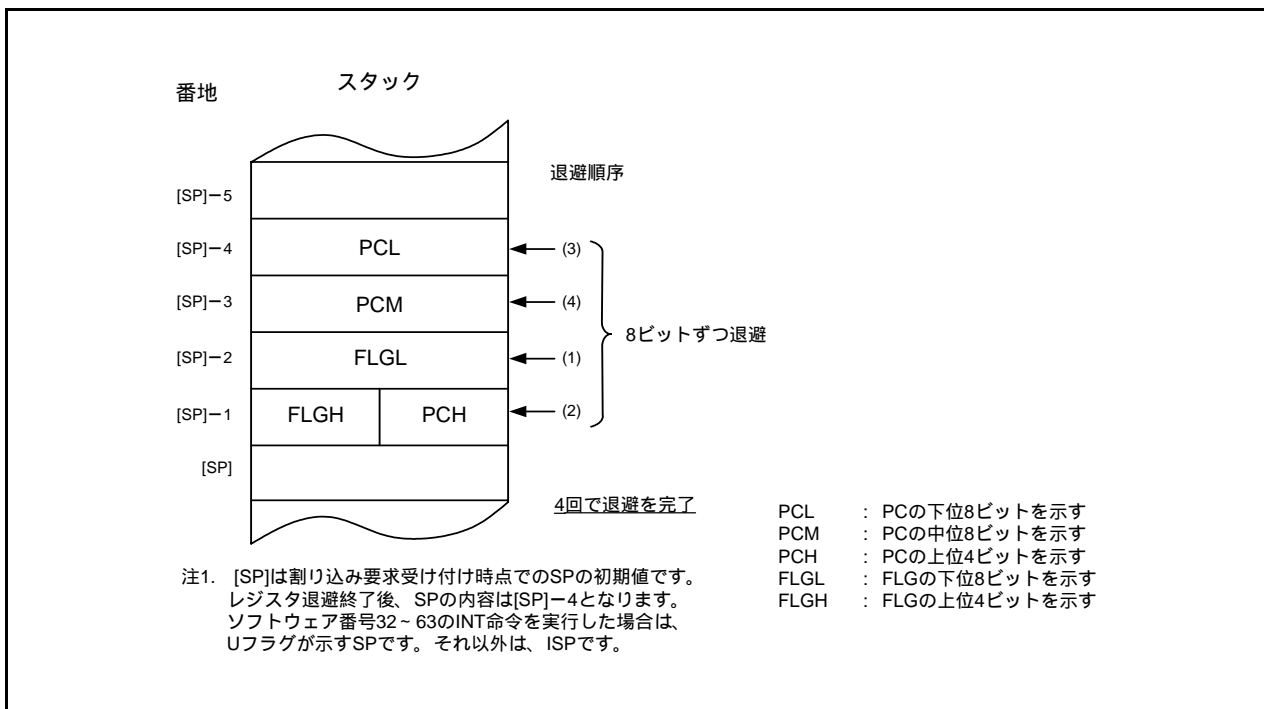 番地
スタック
退避順序
[SP]ー5
[SP]ー4
PCL
(3)
[SP]ー3
PCM
(4)
8ビットずつ退避
[SP]ー2
FLGL
(1)
[SP]ー1
FLGH
PCH
(2)
[SP]
4回で退避を完了
PCL : PCの下位8ビットを示す
PCM : PCの中位8ビットを示す
PCH : PCの上位4ビットを示す
FLGL : FLGの下位8ビットを示す
FLGH : FLGの上位4ビットを示す
注1. [SP]は割り込み要求受け付け時点でのSPの初期値です。
レジスタ退避終了後、SPの内容は[SP]ー4となります。
ソフトウェア番号32~63のINT命令を実行した場合は、
Uフラグが示すSPです。それ以外は、ISPです。